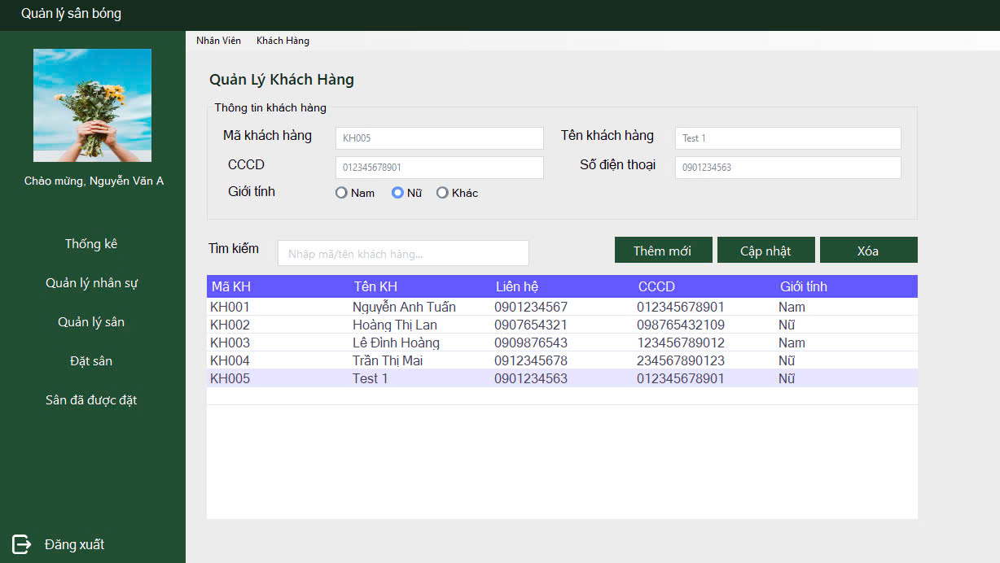 Quản lý sân bóng
Nhân Viên Khách Hàng
Chào mừng, Nguyễn Văn A
Thống kê
Quản lý nhân sự
Quản lý sân
Đặt sân
Sân đã được đặt
Đăng xuất
Quản Lý Khách Hàng
Thông tin khách hàng
Mã khách hàng KH005 Tên khách hàng Test 1
CCCD 012345678901 Số điện thoại 0901234563
Giới tính Nam Nữ Khác
Tìm kiếm Nhập mã/tên khách hàng... Thêm mới Cập nhật Xóa
Mã KH Tên KH Liên hệ CCCD Giới tính
KH001 Nguyễn Anh Tuấn 0901234567 012345678901 Nam
KH002 Hoàng Thị Lan 0907654321 098765432109 Nữ
KH003 Lê Đình Hoàng 0909876543 123456789012 Nam
KH004 Trần Thị Mai 0912345678 234567890123 Nữ
KH005 Test 1 0901234563 012345678901 Nữ